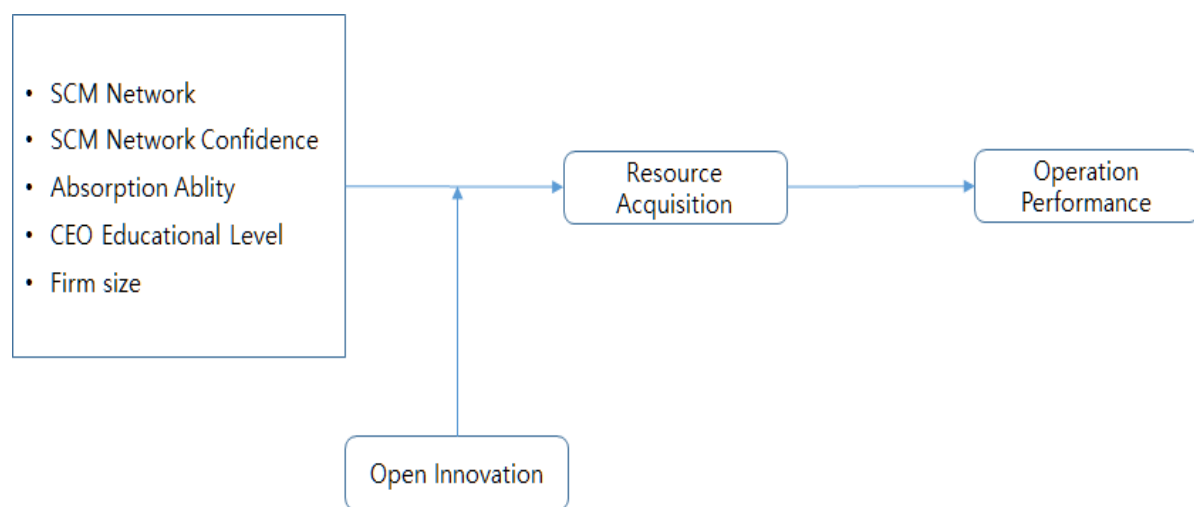 • SCM Network
• SCM Network Confidence
• Absorption Ablity
• CEO Educational Level
• Firm size
Resource
Acquisition
Operation
Performance
Open Innovation